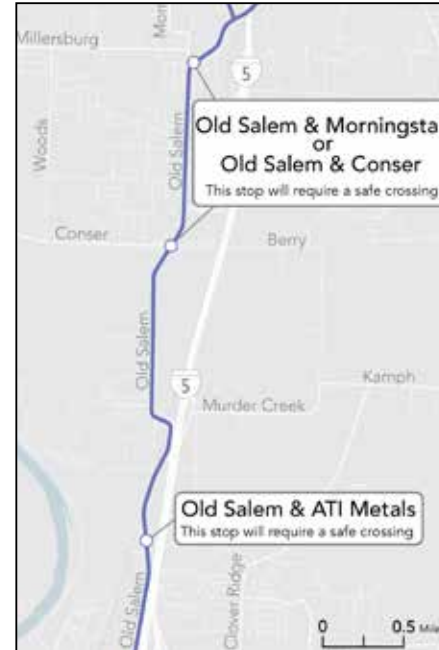 Morn
Millersburg
5
Woods
Old Salem
Old Salem & Morningsta
or
Old Salem & Conser
This stop will require a safe crossing
Conser
Berry
Old Salem
5
Kamph
Murder Creek
Old Salem & ATI Metals
This stop will require a safe crossing
Old Salem
Clover Ridge
0 0.5 Miles